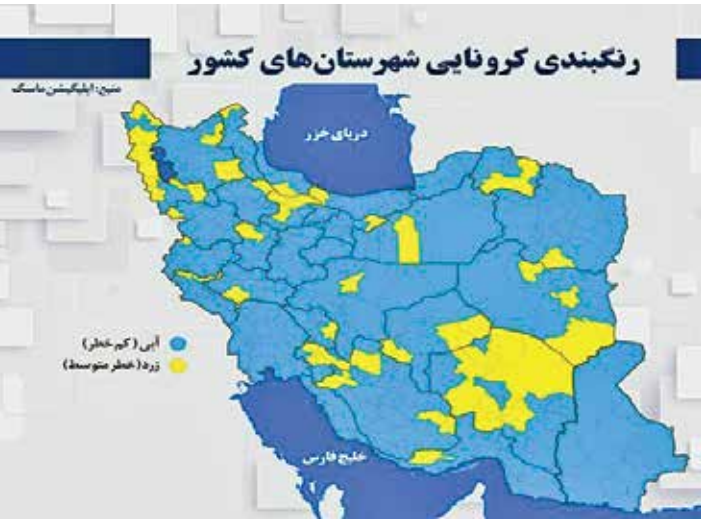 رنگبندی کرونایی شهرستان‌های کشور
منبع: اپلیکیشن ماسک
دریای خزر
آبی (کم خطر)
زرد (خطر متوسط)
خلیج فارس